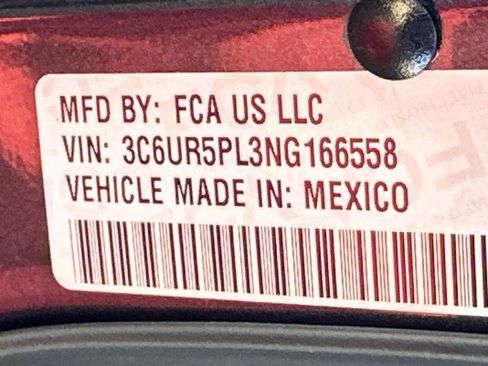 MFD BY: FCA US LLC
VIN: 3C6UR5PL3NG166558
VEHICLE MADE IN: MEXICO